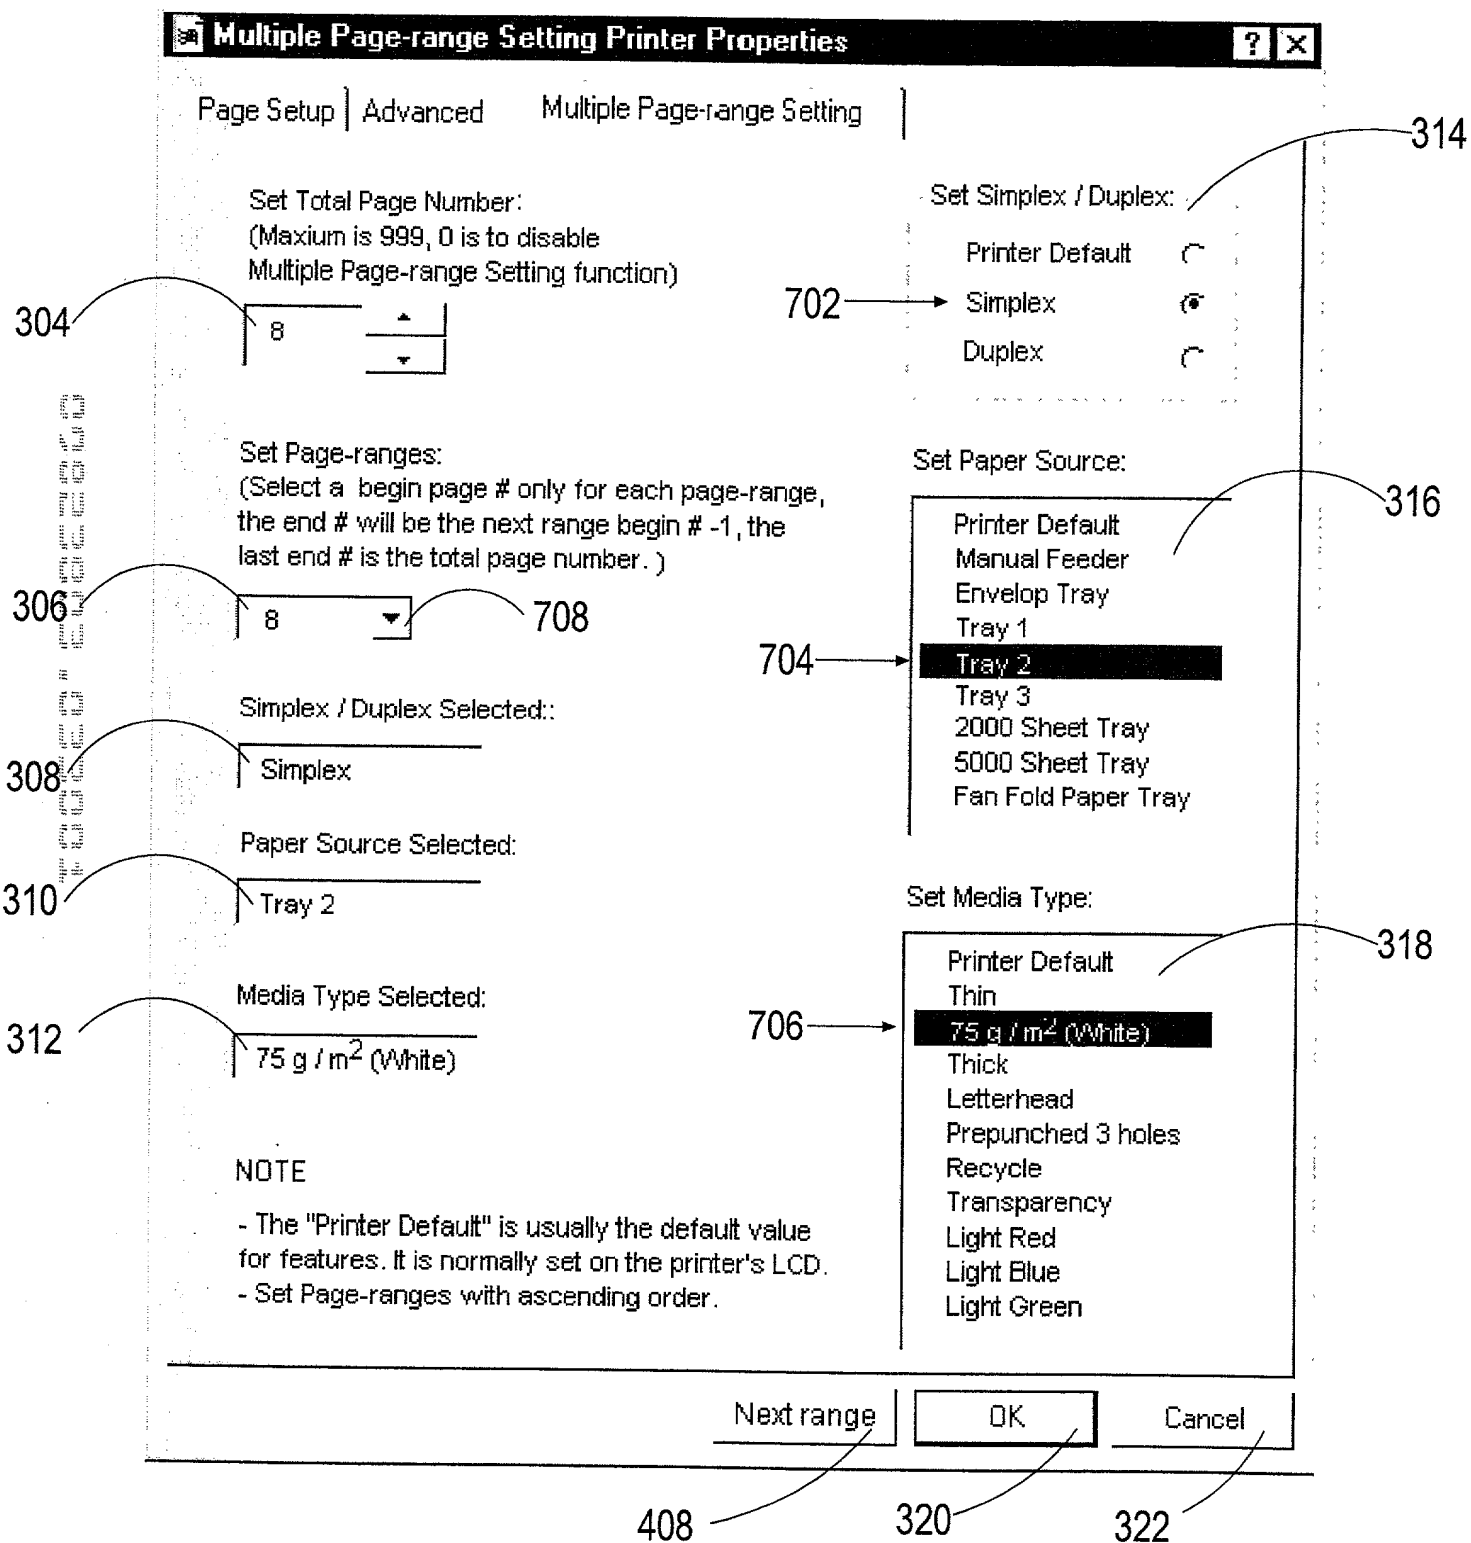 Multiple Page-range Setting Printer Properties
? X
Page Setup Advanced Multiple Page-range Setting
314
Set Total Page Number:
(Maxium is 999, 0 is to disable
Multiple Page-range Setting function)
304
8
Set Simplex / Duplex:
Printer Default
702
Simplex
Duplex
Set Page-ranges:
(Select a begin page # only for each page-range,
the end # will be the next range begin # -1, the
last end # is the total page number. )
306
8
708
Simplex / Duplex Selected::
308
Simplex
Paper Source Selected:
310
Tray 2
Media Type Selected:
312
75 g / m2 (White)
Set Paper Source:
316
Printer Default
Manual Feeder
Envelop Tray
Tray 1
704
Tray 2
Tray 3
2000 Sheet Tray
5000 Sheet Tray
Fan Fold Paper Tray
Set Media Type:
318
Printer Default
Thin
706
75 g / m2 (White)
Thick
Letterhead
Prepunched 3 holes
Recycle
Transparency
Light Red
Light Blue
Light Green
NOTE
- The "Printer Default" is usually the default value
for features. It is normally set on the printer's LCD.
- Set Page-ranges with ascending order.
Next range
OK
Cancel
408
320
322